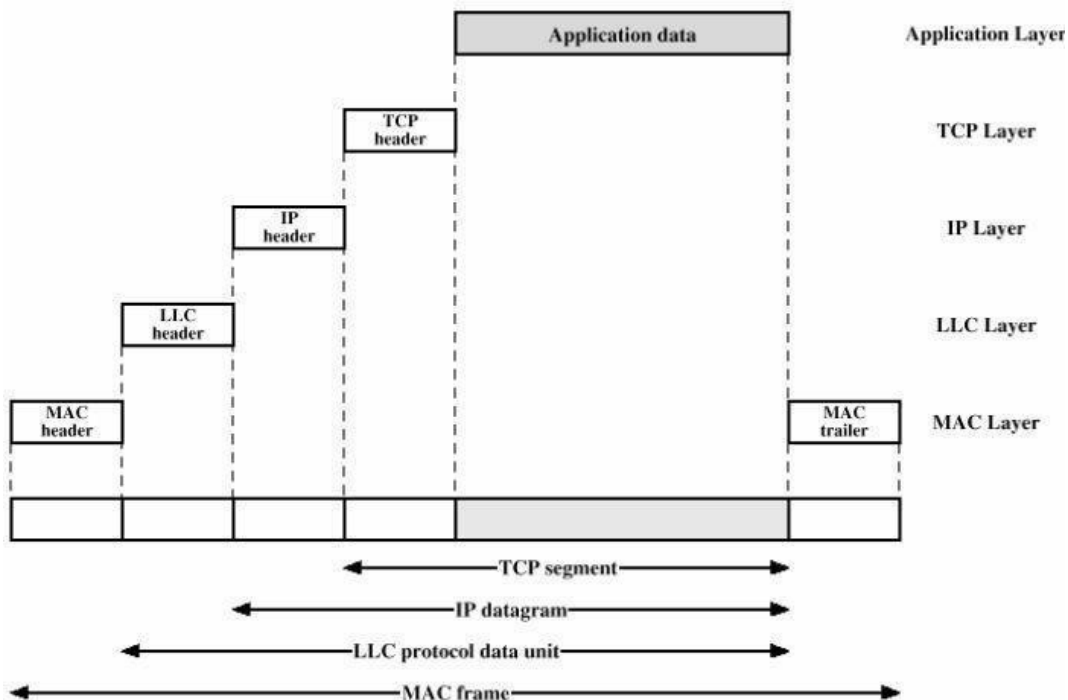 Application data
Application Layer
TCP
header
TCP Layer
IP
header
IP Layer
LLC
header
LLC Layer
MAC
header
MAC
trailer
MAC Layer
TCP segment
IP datagram
LLC protocol data unit
MAC frame